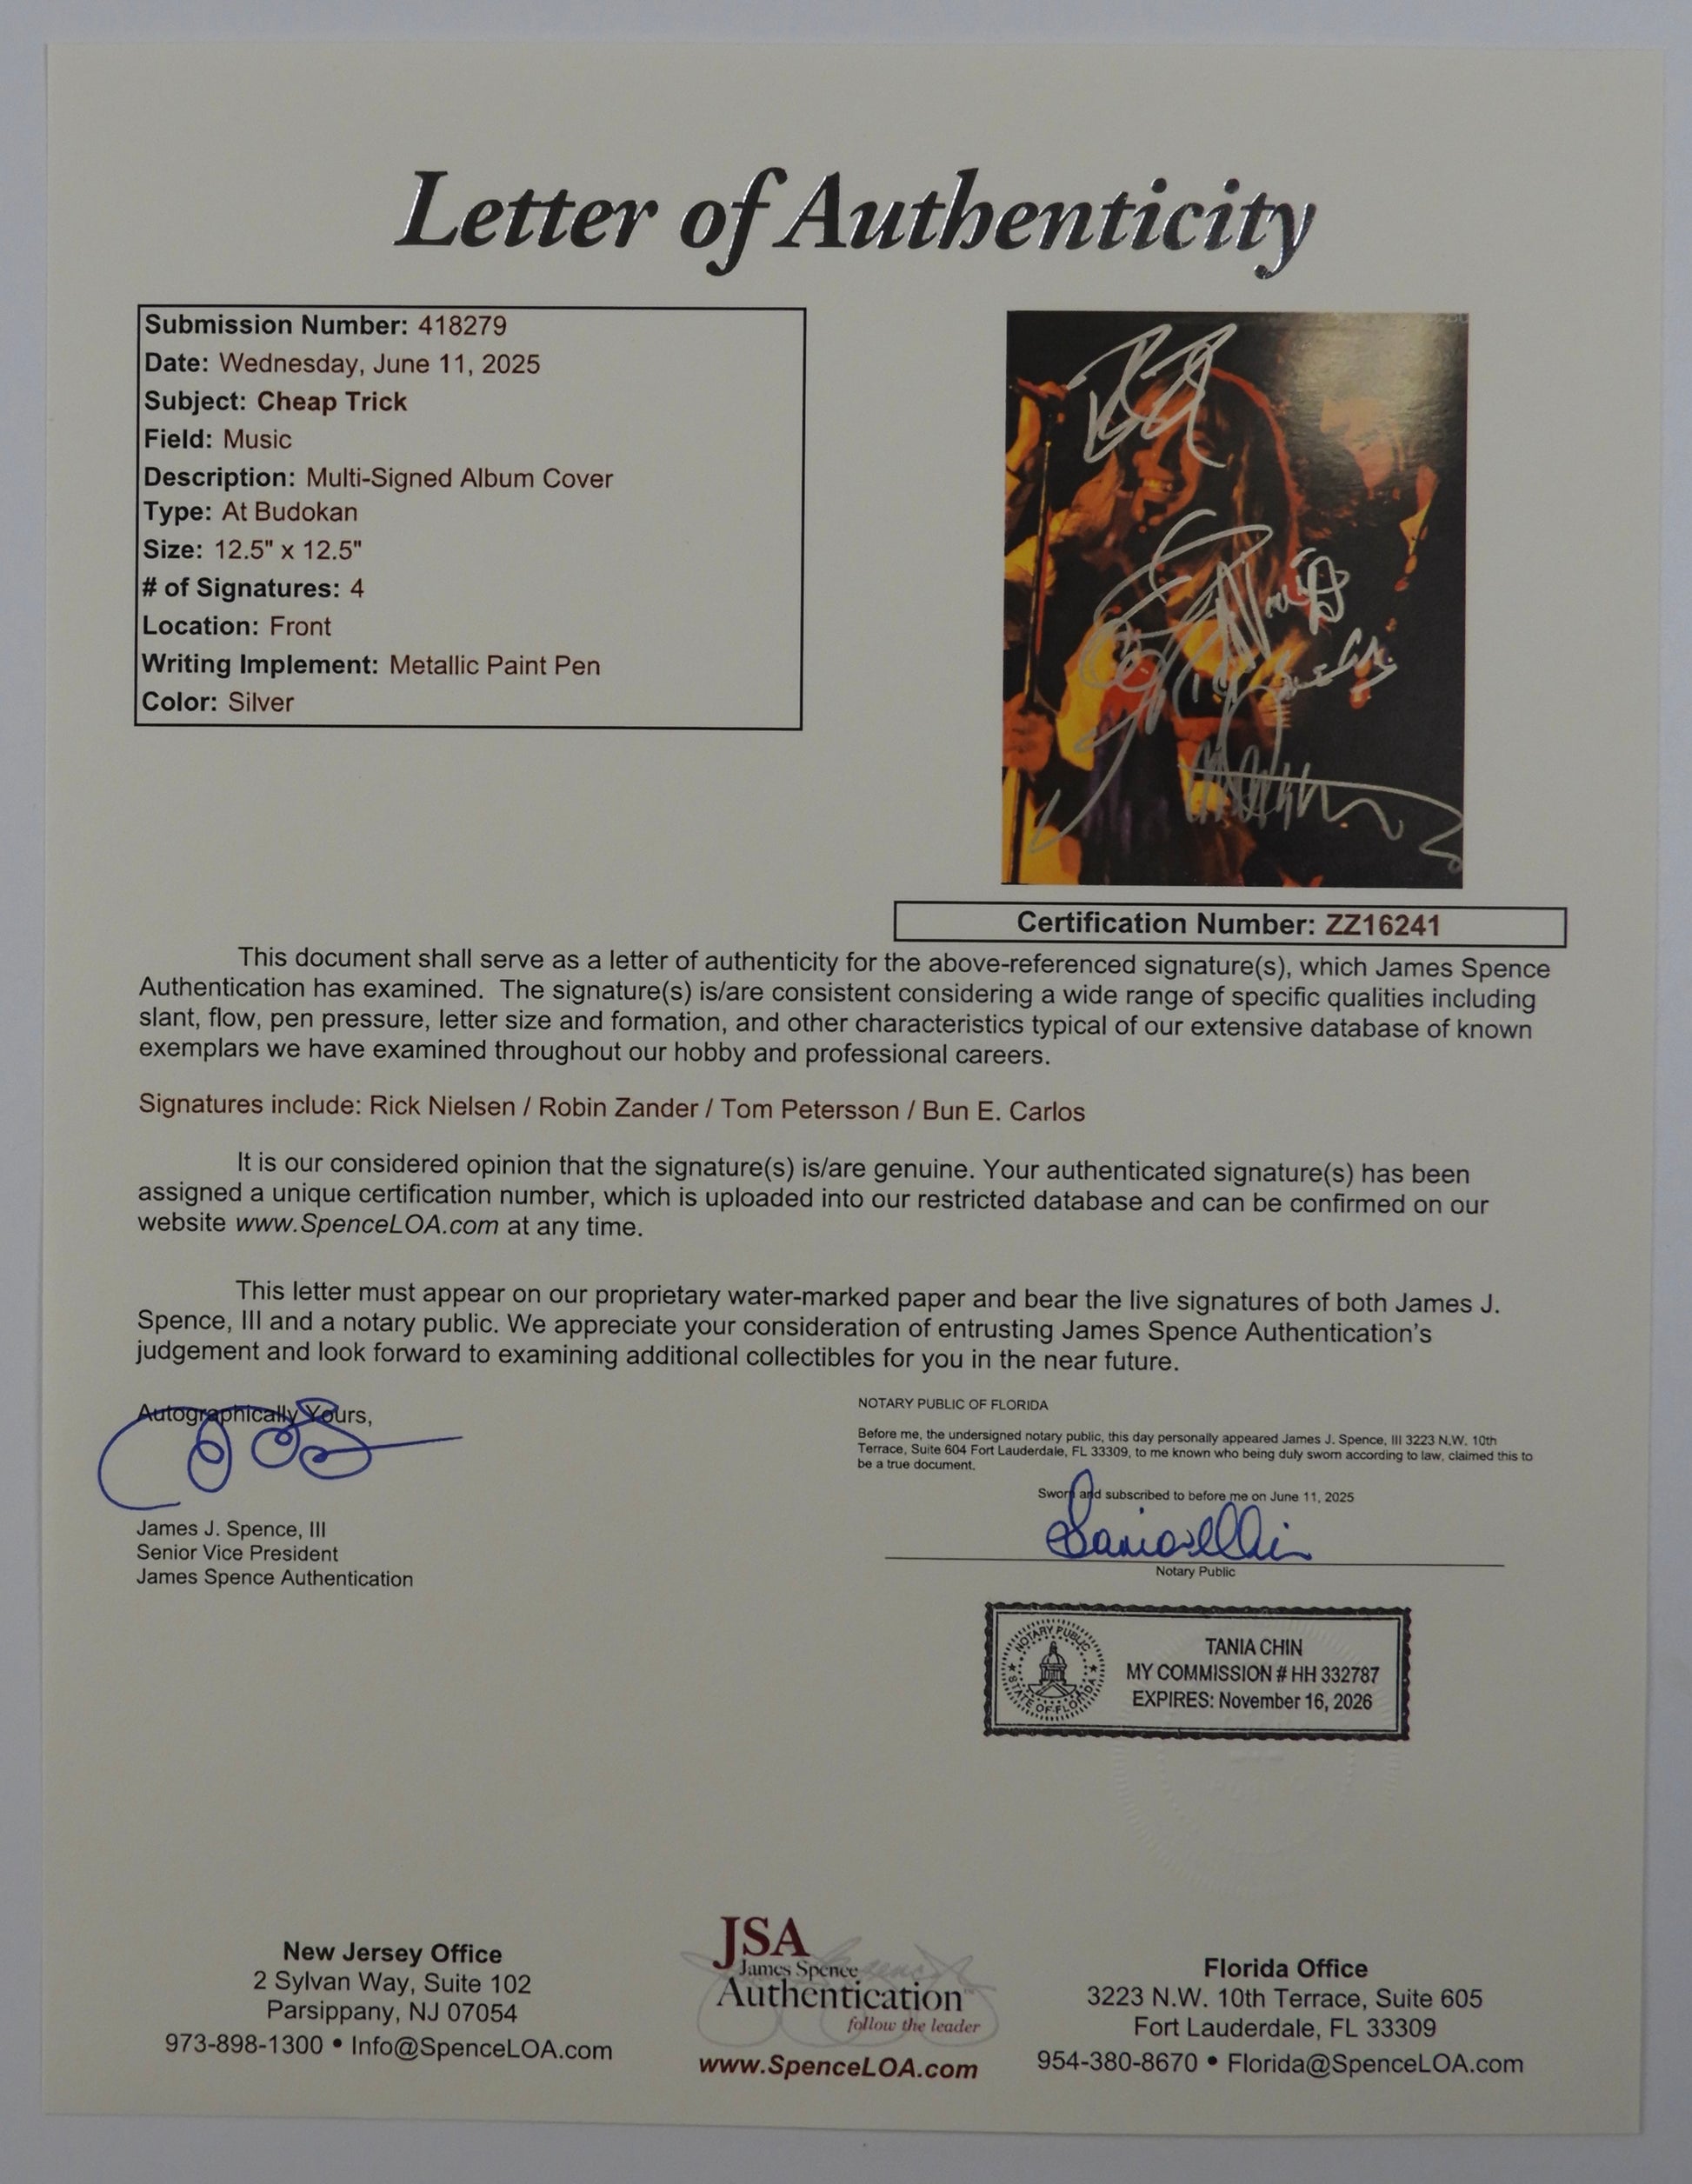 Letter of Authenticity
Submission Number: 418279
Date: Wednesday, June 11, 2025
Subject: Cheap Trick
Field: Music
Description: Multi-Signed Album Cover
Type: At Budokan
Size: 12.5" x 12.5"
# of Signatures: 4
Location: Front
Writing Implement: Metallic Paint Pen
Color: Silver
Certification Number: ZZ16241
This document shall serve as a letter of authenticity for the above-referenced signature(s), which James Spence
Authentication has examined. The signature(s) is/are consistent considering a wide range of specific qualities including
slant, flow, pen pressure, letter size and formation, and other characteristics typical of our extensive database of known
exemplars we have examined throughout our hobby and professional careers.
Signatures include: Rick Nielsen / Robin Zander / Tom Petersson / Bun E. Carlos
It is our considered opinion that the signature(s) is/are genuine. Your authenticated signature(s) has been
assigned a unique certification number, which is uploaded into our restricted database and can be confirmed on our
website www.SpenceLOA.com at any time.
This letter must appear on our proprietary water-marked paper and bear the live signatures of both James J.
Spence, III and a notary public. We appreciate your consideration of entrusting James Spence Authentication's
judgement and look forward to examining additional collectibles for you in the near future.
Autographically Yours,
James J. Spence, III
Senior Vice President
James Spence Authentication
NOTARY PUBLIC OF FLORIDA
Before me, the undersigned notary public, this day personally appeared James J. Spence, III 3223 N.W. 10th
Terrace, Suite 604 Fort Lauderdale, FL 33309, to me known who being duly sworn according to law, claimed this to
be a true document.
Sworn and subscribed to before me on June 11, 2025
Notary Public
NOTARY PUBLIC
STATE OF FLORIDA
TANIA CHIN
MY COMMISSION # HH 332787
EXPIRES: November 16, 2026
New Jersey Office
2 Sylvan Way, Suite 102
Parsippany, NJ 07054
973-898-1300 • Info@SpenceLOA.com
JSA
James Spence
Authentication
follow the leader
www.SpenceLOA.com
Florida Office
3223 N.W. 10th Terrace, Suite 605
Fort Lauderdale, FL 33309
954-380-8670 • Florida@SpenceLOA.com